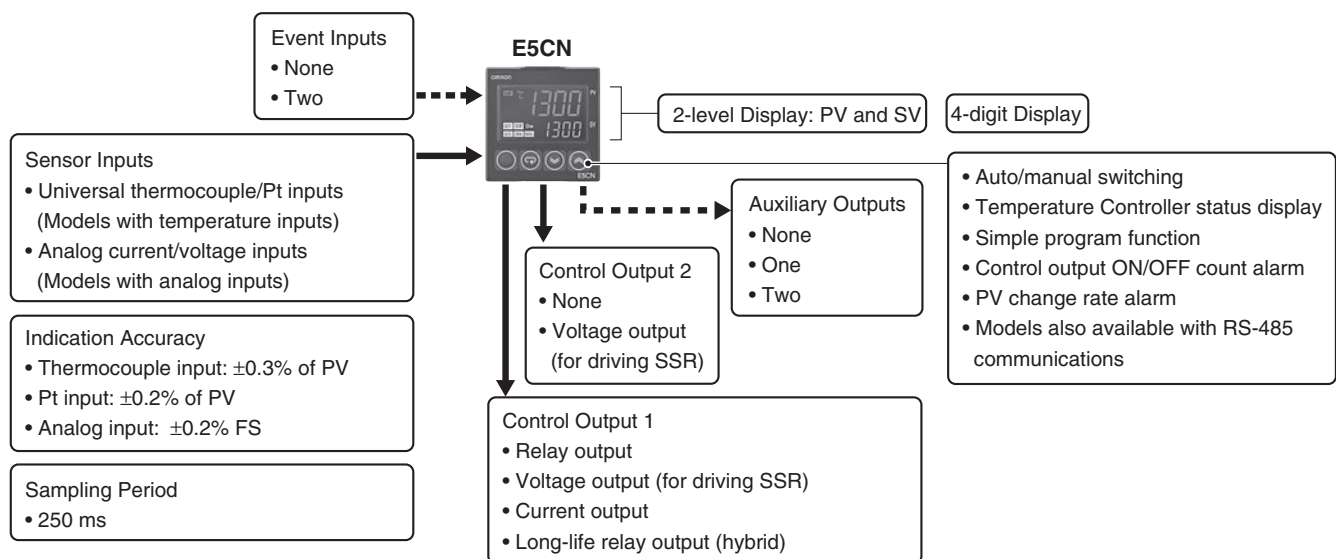 Event Inputs
• None
• Two
E5CN
OMRON
1300
PV
1300
SV
E5CN
2-level Display: PV and SV
4-digit Display
Sensor Inputs
• Universal thermocouple/Pt inputs
(Models with temperature inputs)
• Analog current/voltage inputs
(Models with analog inputs)
• Auto/manual switching
• Temperature Controller status display
• Simple program function
• Control output ON/OFF count alarm
• PV change rate alarm
• Models also available with RS-485
communications
Auxiliary Outputs
• None
• One
• Two
Control Output 2
• None
• Voltage output
(for driving SSR)
Indication Accuracy
• Thermocouple input: ±0.3% of PV
• Pt input: ±0.2% of PV
• Analog input: ±0.2% FS
Control Output 1
• Relay output
• Voltage output (for driving SSR)
• Current output
• Long-life relay output (hybrid)
Sampling Period
• 250 ms